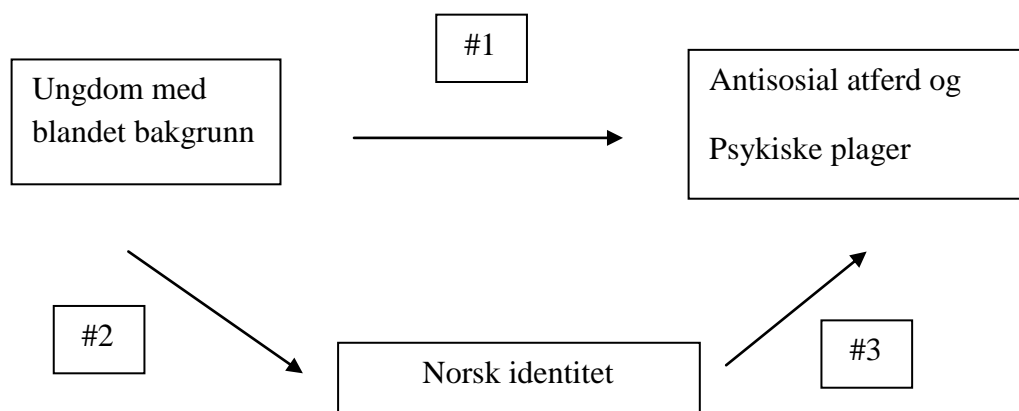 #1
Ungdom med
blandet bakgrunn
Antisosial atferd og
Psykiske plager
#2
#3
Norsk identitet